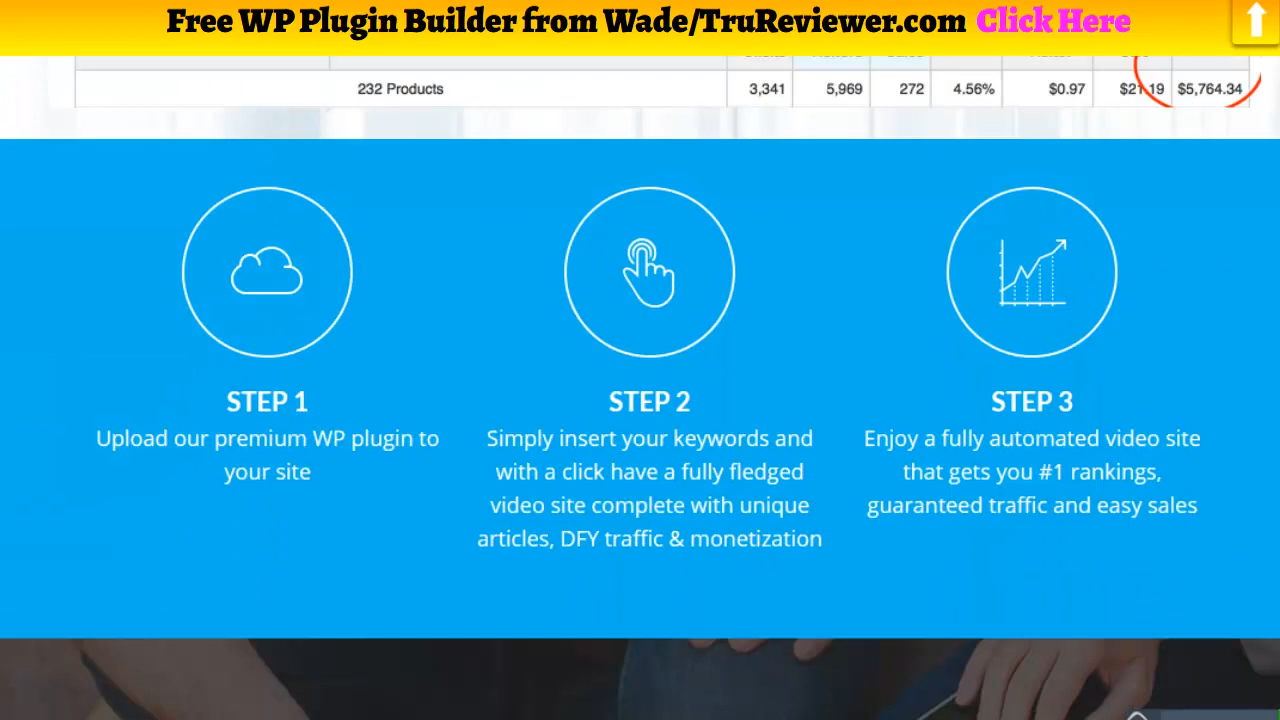 Free WP Plugin Builder from Wade/TruReviewer.com Click Here
232 Products 3,341 5,969 272 4.56% $0.97 $21.19 $5,764.34
STEP 1
Upload our premium WP plugin to
your site
STEP 2
Simply insert your keywords and
with a click have a fully fledged
video site complete with unique
articles, DFY traffic & monetization
STEP 3
Enjoy a fully automated video site
that gets you #1 rankings,
guaranteed traffic and easy sales